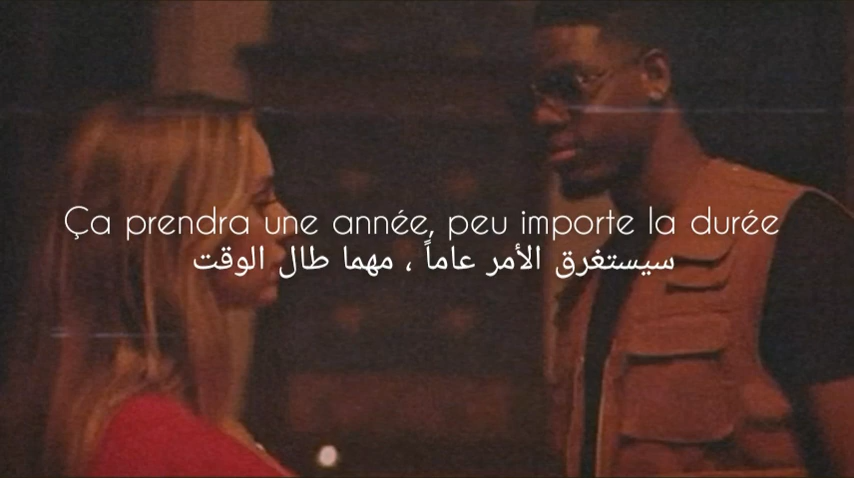 Ça prendra une année, peu importe la durée
سيستغرق الأمر عاماً ، مهما طال الوقت